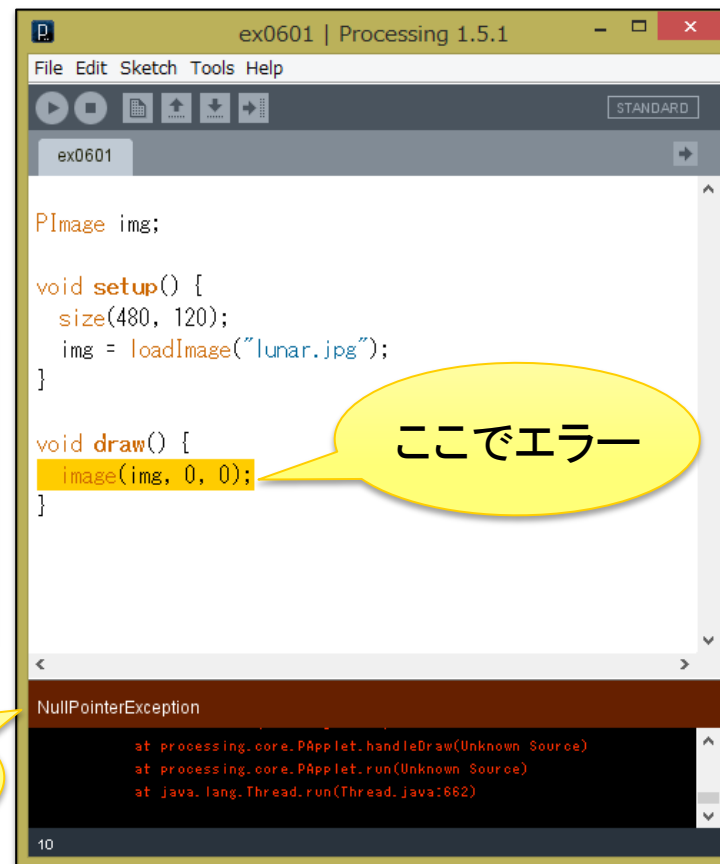 ex0601 | Processing 1.5.1
File Edit Sketch Tools Help
STANDARD
ex0601
PImage img;
void setup() {
size(480, 120);
img = loadImage("lunar.jpg");
}
void draw() {
image(img, 0, 0);
}
ここでエラー
NullPointerException
at processing.core.PApplet.handleDraw(Unknown Source)
at processing.core.PApplet.run(Unknown Source)
at java.lang.Thread.run(Thread.java:662)
10